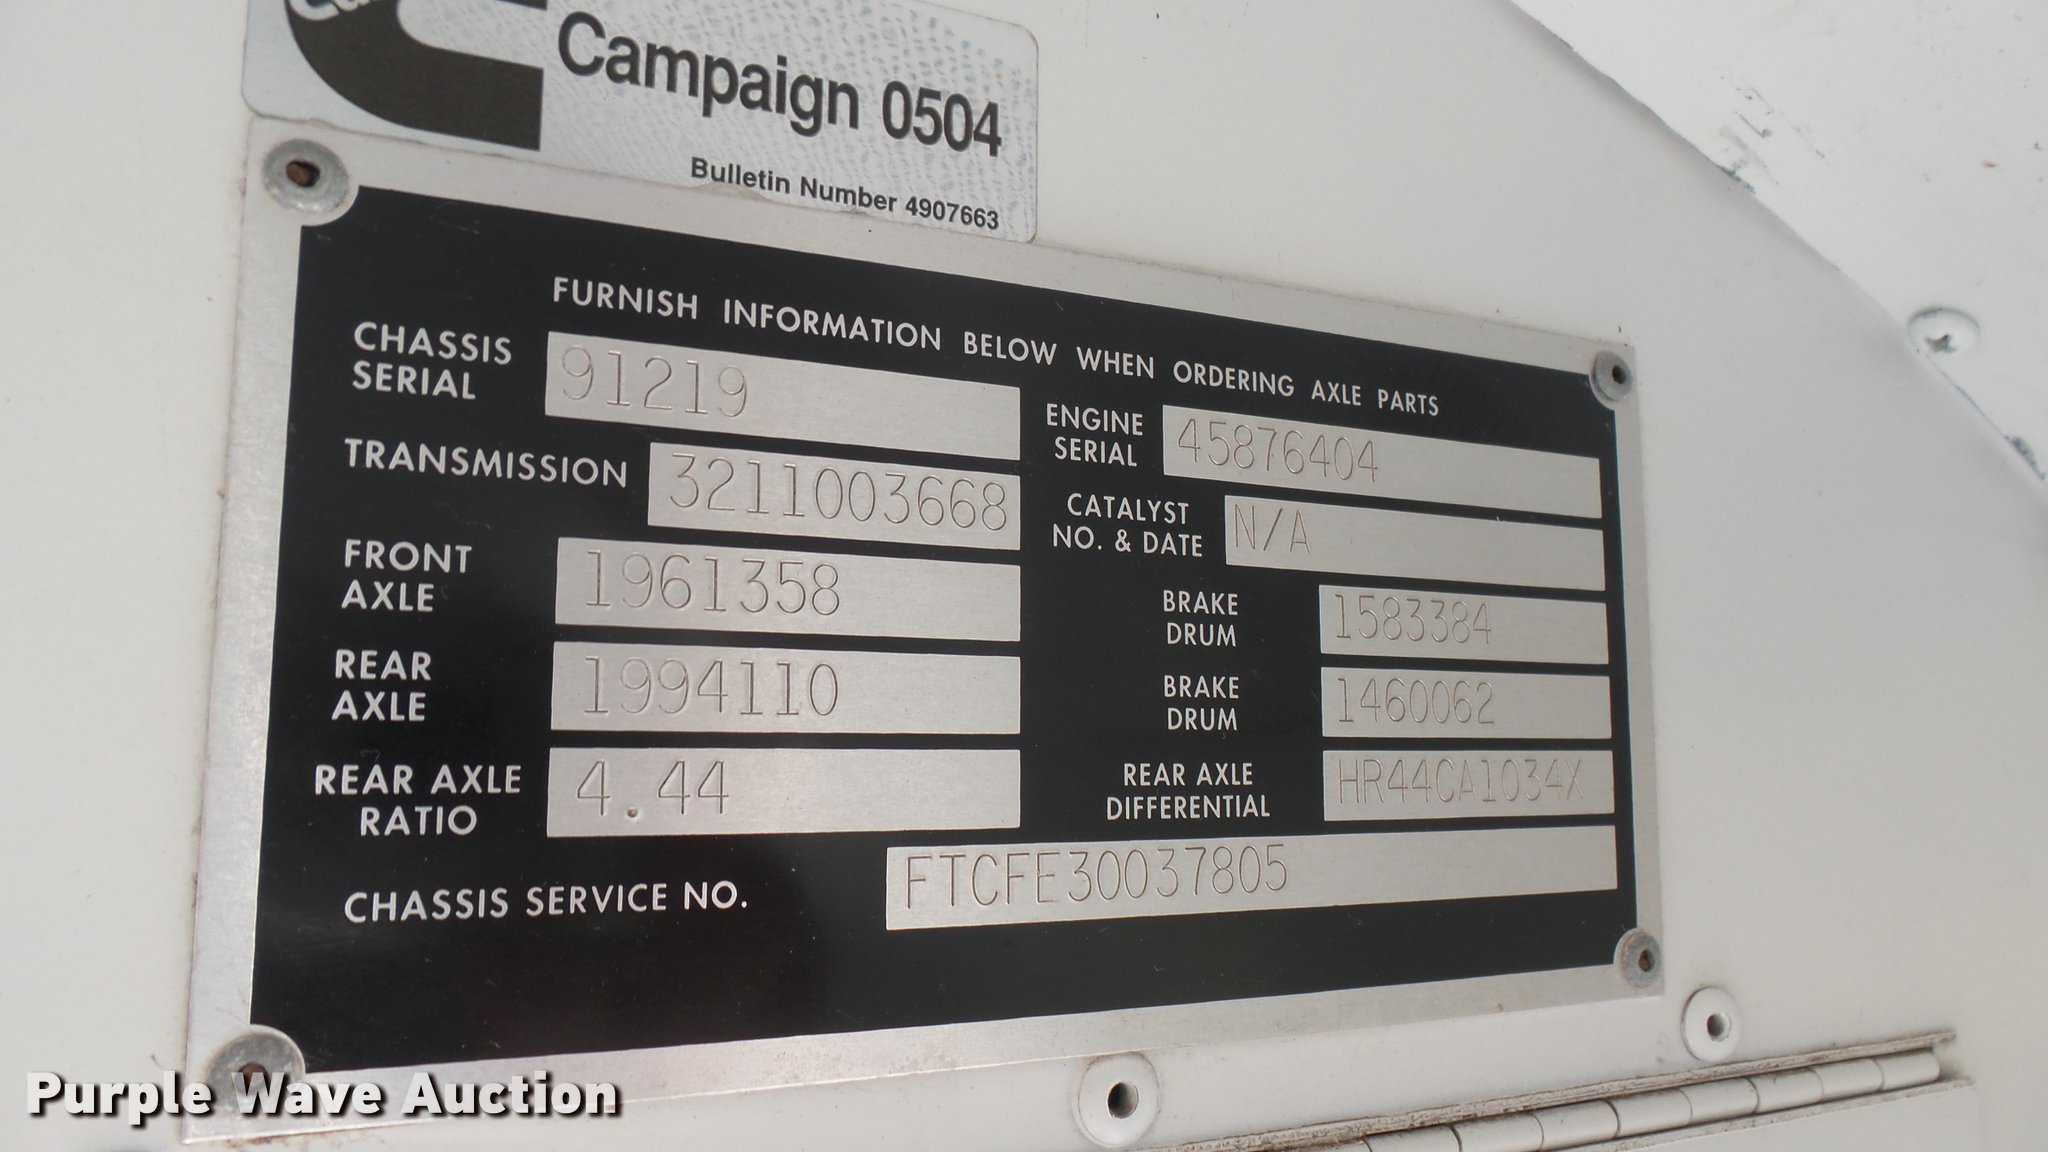 Campaign 0504
Bulletin Number 4907663
FURNISH INFORMATION BELOW WHEN ORDERING AXLE PARTS
CHASSIS SERIAL 91219
ENGINE SERIAL 45876404
TRANSMISSION 3211003668
CATALYST NO. & DATE N/A
FRONT AXLE 1961358
BRAKE DRUM 1583384
REAR AXLE 1994110
BRAKE DRUM 1460062
REAR AXLE RATIO 4.44
REAR AXLE DIFFERENTIAL HR44CA1034X
CHASSIS SERVICE NO. FTCFE30037805
Purple Wave Auction